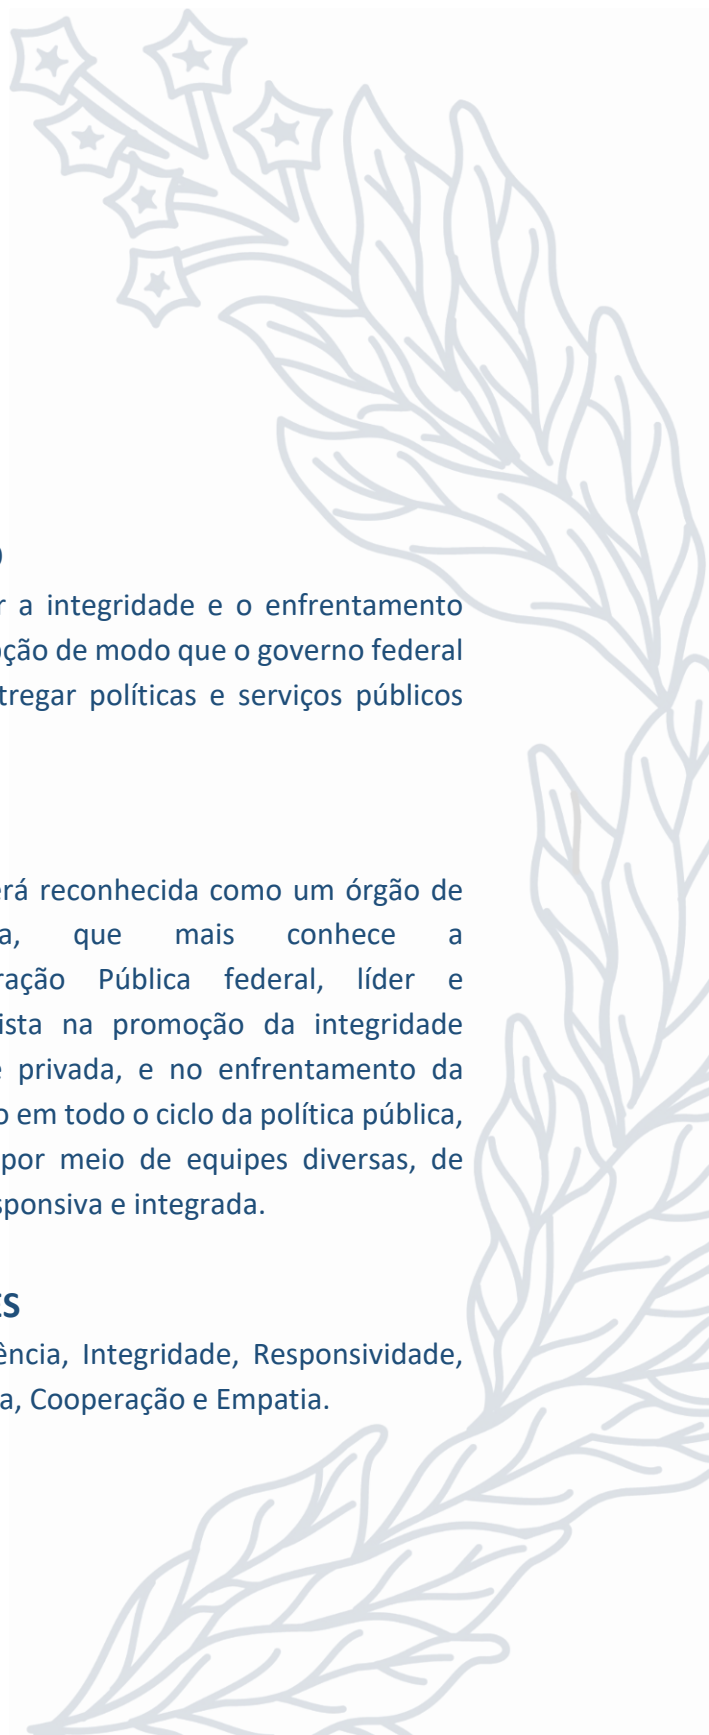 r a integridade e o enfrentamento
pção de modo que o governo federal
tregar políticas e serviços públicos
erá reconhecida como um órgão de
a, que mais conhece a
ração Pública federal, líder e
ista na promoção da integridade
e privada, e no enfrentamento da
o em todo o ciclo da política pública,
por meio de equipes diversas, de
sponsiva e integrada.
ES
ência, Integridade, Responsividade,
a, Cooperação e Empatia.